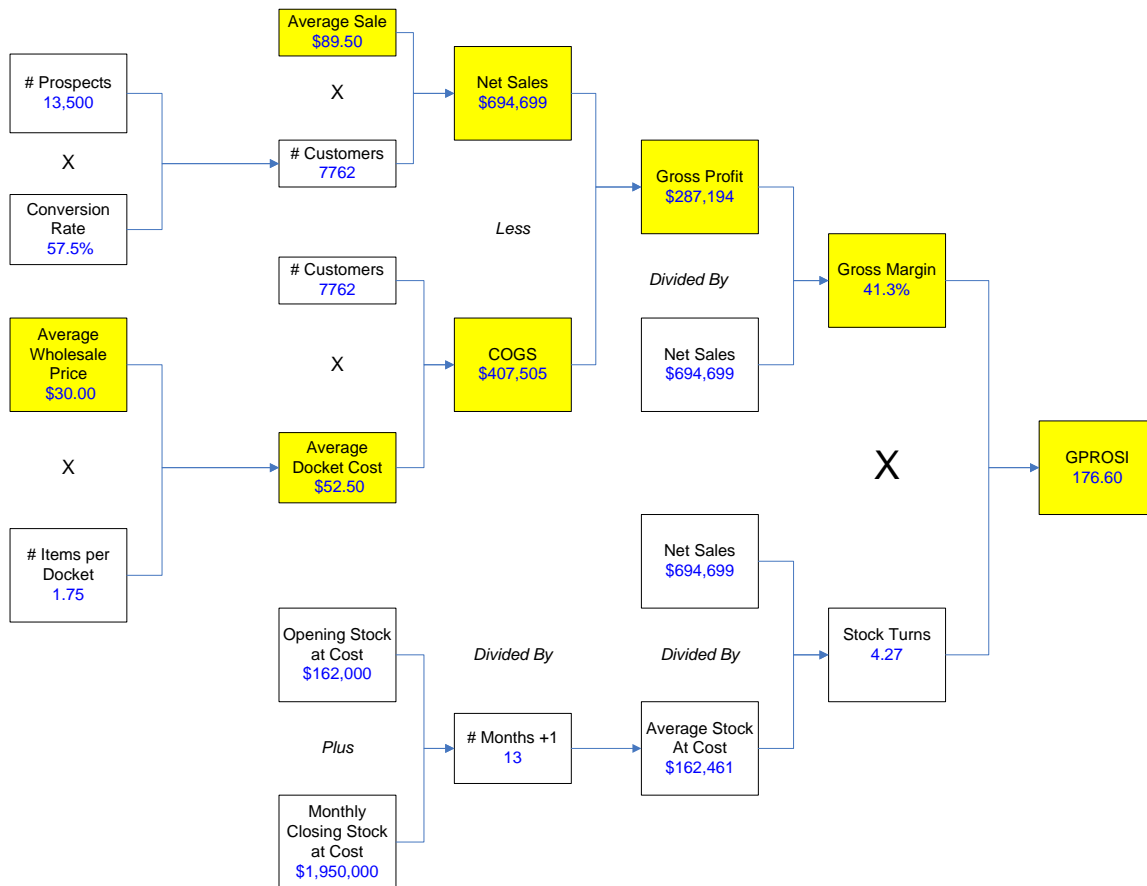 Average Sale
$89.50
X
# Customers
7762
# Prospects
13,500
X
Conversion
Rate
57.5%
Net Sales
$694,699
Less
Gross Profit
$287,194
Divided By
Net Sales
$694,699
Gross Margin
41.3%
# Customers
7762
X
Average
Docket Cost
$52.50
COGS
$407,505
Average
Wholesale
Price
$30.00
X
# Items per
Docket
1.75
X
GPROSI
176.60
Net Sales
$694,699
Divided By
Average Stock
At Cost
$162,461
Stock Turns
4.27
Opening Stock
at Cost
$162,000
Plus
Monthly
Closing Stock
at Cost
$1,950,000
Divided By
# Months +1
13